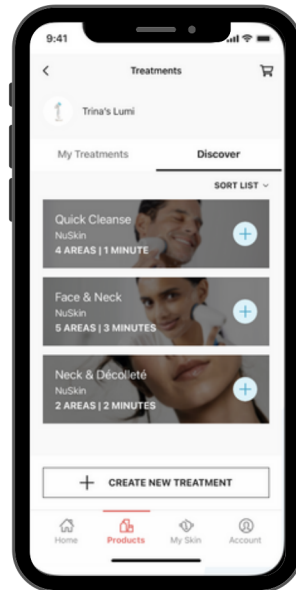 9:41
Treatments
Trina's Lumi
My Treatments Discover
SORT LIST
Quick Cleanse
NuSkin
4 AREAS | 1 MINUTE
Face & Neck
NuSkin
5 AREAS | 3 MINUTES
Neck & Décolleté
NuSkin
2 AREAS | 2 MINUTES
CREATE NEW TREATMENT
Home Products My Skin Account